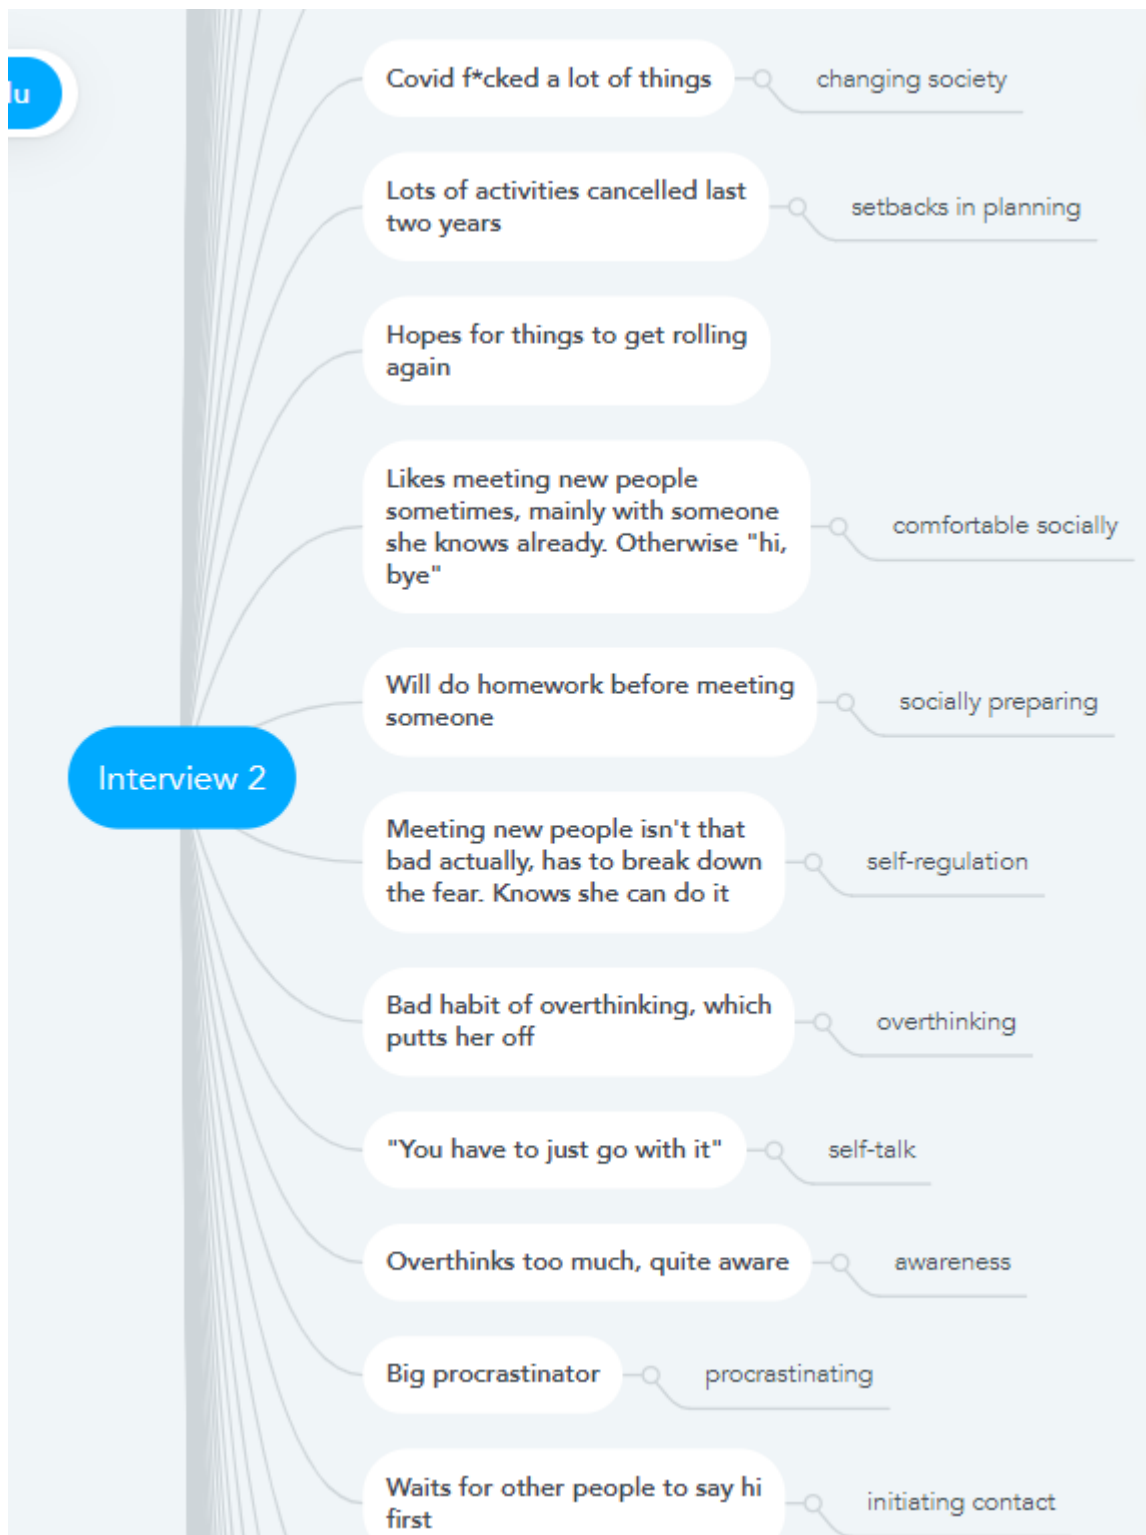 lu
Covid f*cked a lot of things
changing society
Lots of activities cancelled last
two years
setbacks in planning
Hopes for things to get rolling
again
Likes meeting new people
sometimes, mainly with someone
she knows already. Otherwise "hi,
bye"
comfortable socially
Will do homework before meeting
someone
socially preparing
Interview 2
Meeting new people isn't that
bad actually, has to break down
the fear. Knows she can do it
self-regulation
Bad habit of overthinking, which
putts her off
overthinking
"You have to just go with it"
self-talk
Overthinks too much, quite aware
awareness
Big procrastinator
procrastinating
Waits for other people to say hi
first
initiating contact